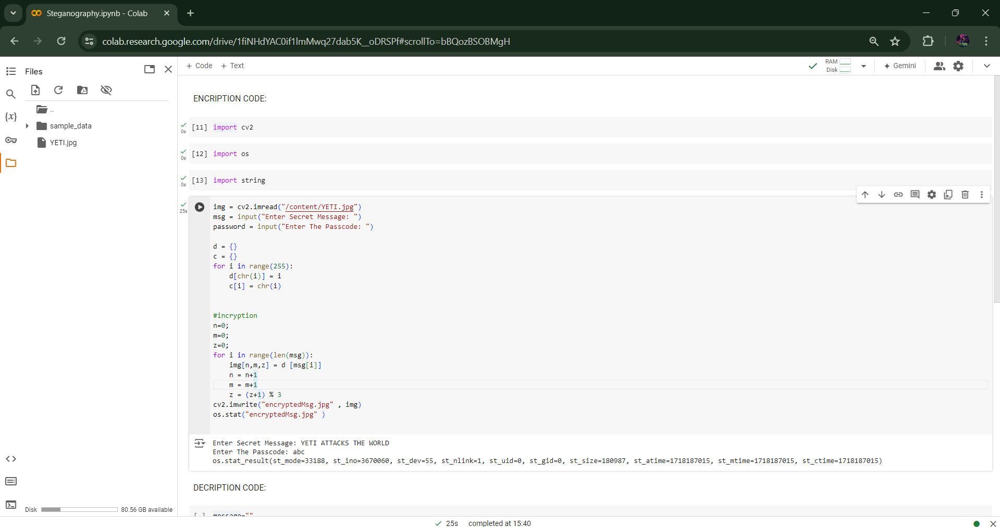 Steganography.ipynb - Colab
colab.research.google.com/drive/1fiNHdYAC0if1lmMwq27dab5K__oDRSPf#scrollTo=bBQozBSOBMgH
Files
+ Code + Text
RAM
Disk
Gemini
..
sample_data
YETI.jpg
{x}
ENCRIPTION CODE:
0s
[11] import cv2
0s
[12] import os
0s
[13] import string
25s
img = cv2.imread("/content/YETI.jpg")
msg = input("Enter Secret Message: ")
password = input("Enter The Passcode: ")
d = {}
c = {}
for i in range(255):
    d[chr(i)] = i
    c[i] = chr(i)
#incryption
n=0;
m=0;
z=0;
for i in range(len(msg)):
    img[n,m,z] = d [msg[i]]
    n = n+1
    m = m+1
    z = (z+1) % 3
cv2.imwrite("encryptedMsg.jpg" , img)
os.stat("encryptedMsg.jpg" )
Enter Secret Message: YETI ATTACKS THE WORLD
Enter The Passcode: abc
os.stat_result(st_mode=33188, st_ino=3670060, st_dev=55, st_nlink=1, st_uid=0, st_gid=0, st_size=180987, st_atime=1718187015, st_mtime=1718187015, st_ctime=1718187015)
DECRIPTION CODE:
[ ] message=""
Disk 80.56 GB available
25s completed at 15:40